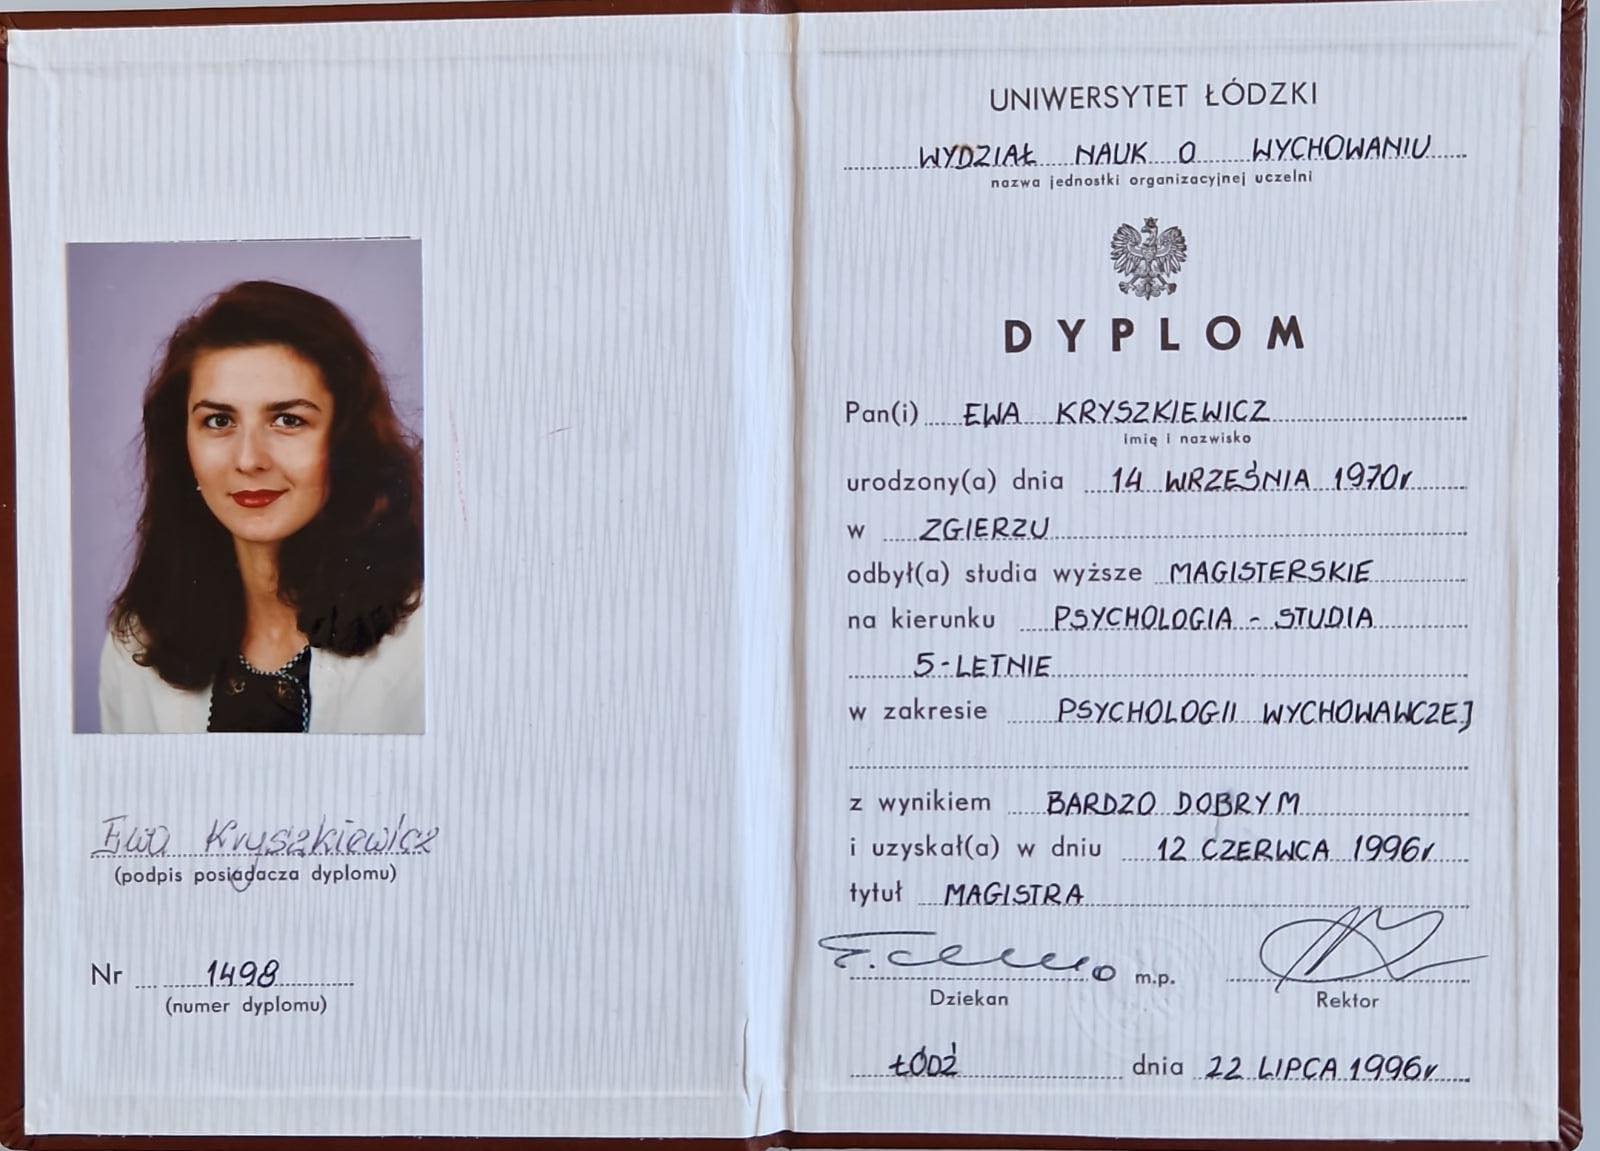 Ewa Kryszkiewicz
(podpis posiadacza dyplomu)
Nr 1498
(numer dyplomu)
UNIWERSYTET ŁÓDZKI
WYDZIAŁ NAUK O WYCHOWANIU
nazwa jednostki organizacyjnej uczelni
DYPLOM
Pan(i) EWA KRYSZKIEWICZ
imię i nazwisko
urodzony(a) dnia 14 WRZEŚNIA 1970r
w ZGIERZU
odbył(a) studia wyższe MAGISTERSKIE
na kierunku PSYCHOLOGIA - STUDIA
5-LETNIE
w zakresie PSYCHOLOGII WYCHOWAWCZEJ
z wynikiem BARDZO DOBRYM
i uzyskał(a) w dniu 12 CZERWCA 1996r
tytuł MAGISTRA
m.p.
Dziekan Rektor
ŁÓDŹ dnia 22 LIPCA 1996r